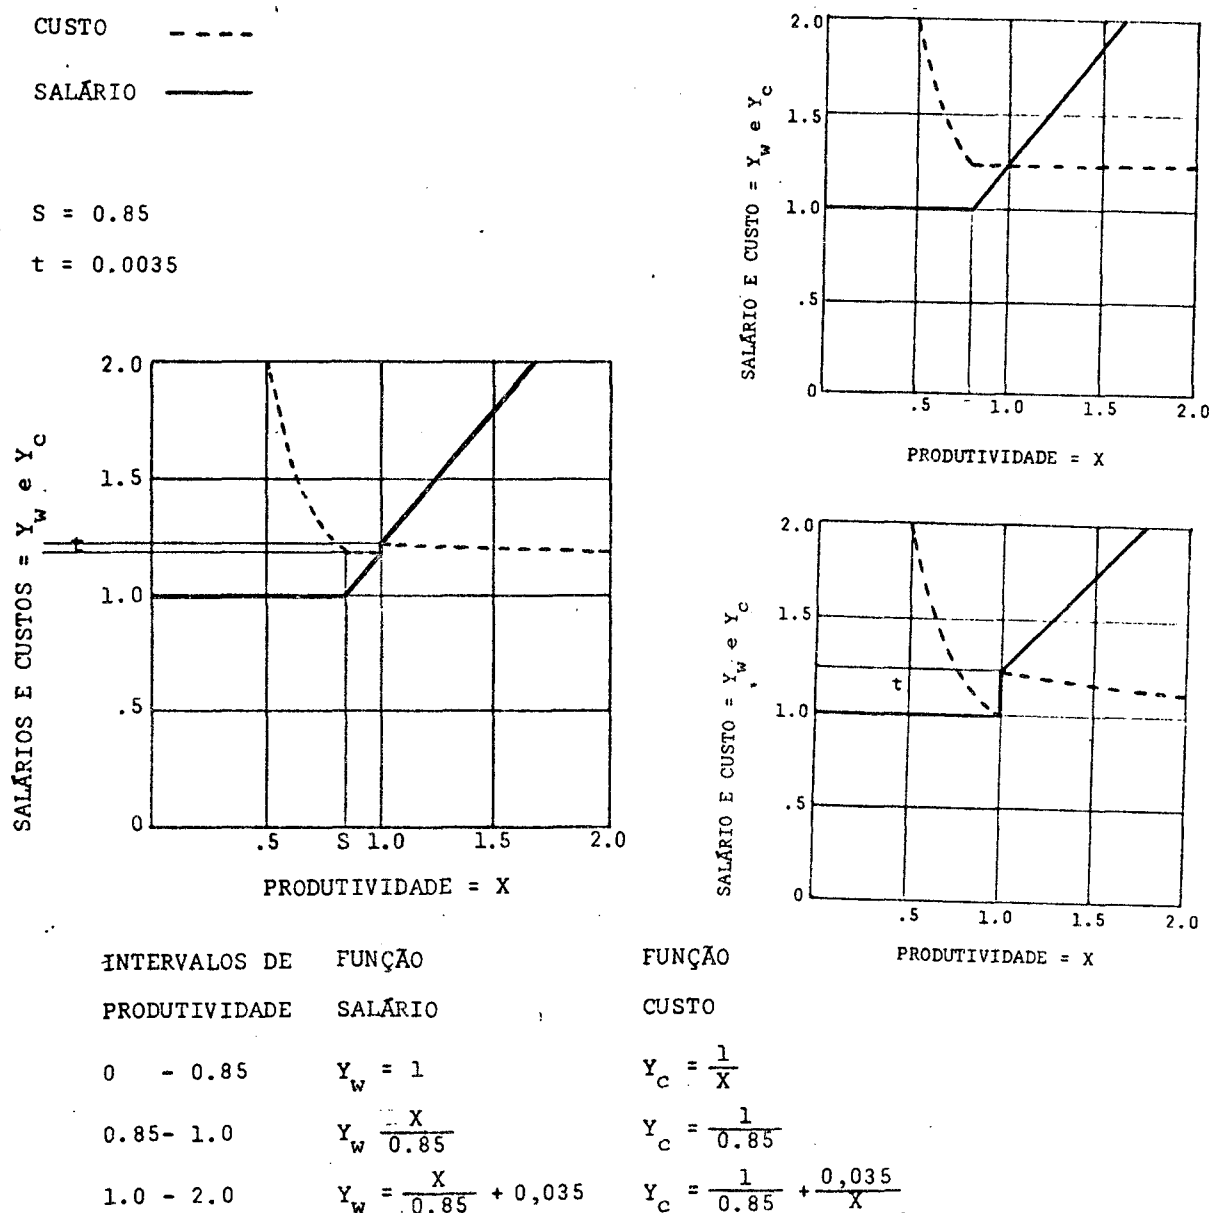 CUSTO
SALÁRIO
S = 0.85
t = 0.0035
2.0
1.5
1.0
.5
0
SALÁRIO E CUSTO = Y_w e Y_c
.5 1.0 1.5 2.0
PRODUTIVIDADE = X
2.0
1.5
t
1.0
.5
0
SALÁRIOS E CUSTOS = Y_w e Y_c
.5 S 1.0 1.5 2.0
PRODUTIVIDADE = X
2.0
1.5
t
1.0
.5
0
SALÁRIO E CUSTO = Y_w e Y_c
.5 1.0 1.5 2.0
PRODUTIVIDADE = X
INTERVALOS DE FUNÇÃO FUNÇÃO
PRODUTIVIDADE SALÁRIO CUSTO
0 - 0.85 Y_w = 1 Y_c = 1/X
0.85- 1.0 Y_w X/0.85 Y_c = 1/0.85
1.0 - 2.0 Y_w = X/0.85 + 0,035 Y_c = 1/0.85 + 0,035/X